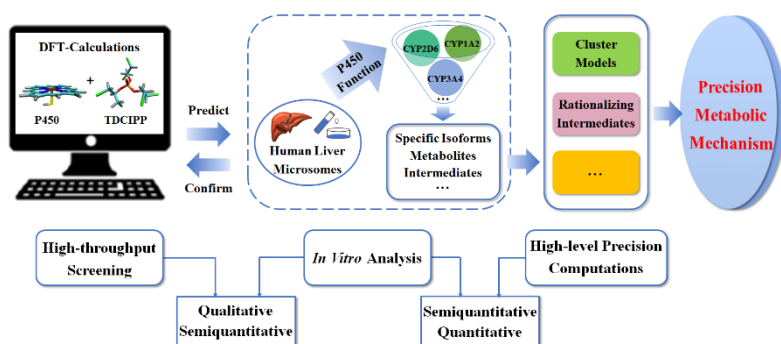 DFT-Calculations
+
P450
TDCIPP
Predict
Confirm
Human Liver
Microsomes
P450
Function
CYP2D6
CYP1A2
CYP3A4
...
Specific Isoforms
Metabolites
Intermediates
...
Cluster
Models
Rationalizing
Intermediates
...
Precision
Metabolic
Mechanism
High-throughput
Screening
In Vitro Analysis
High-level Precision
Computations
Qualitative
Semiquantitative
Semiquantitative
Quantitative